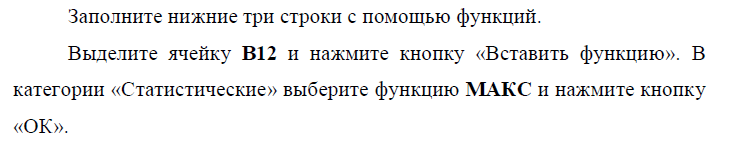 Заполните нижние три строки с помощью функций.
Выделите ячейку B12 и нажмите кнопку «Вставить функцию». В
категории «Статистические» выберите функцию МАКС и нажмите кнопку
«ОК».